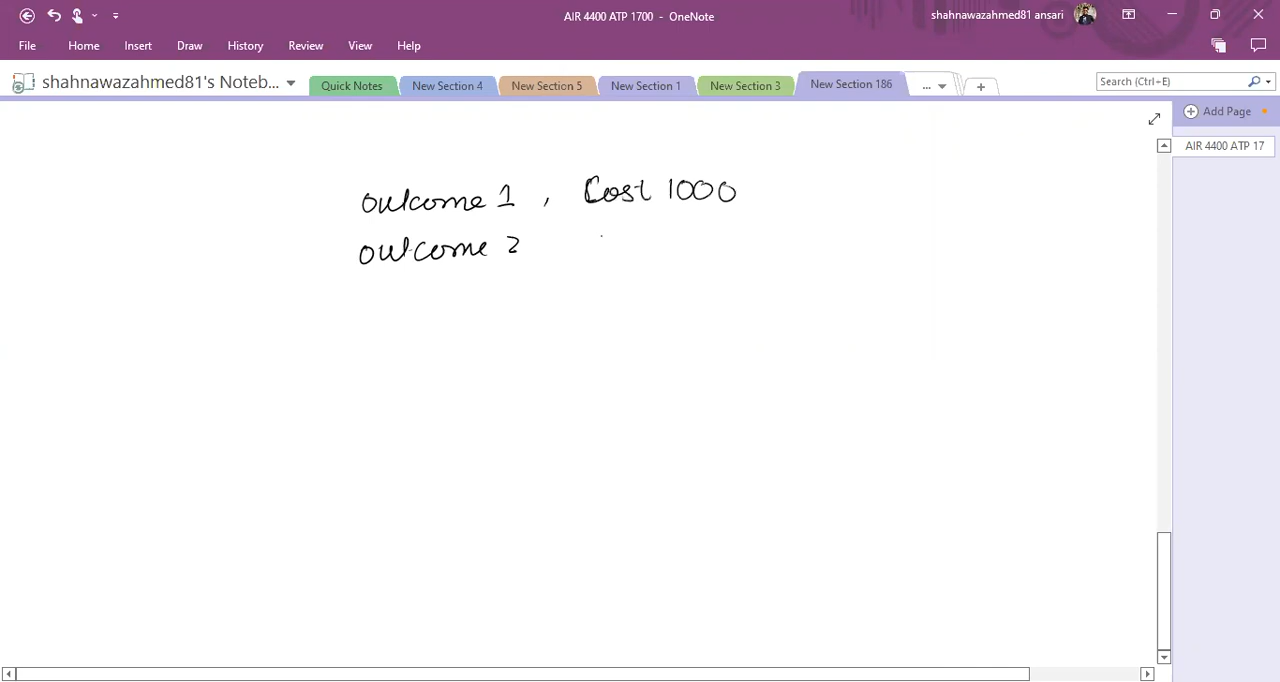 AIR 4400 ATP 1700 - OneNote
shahnawazahmed81 ansari
File Home Insert Draw History Review View Help
shahnawazahmed81's Noteb... Quick Notes New Section 4 New Section 5 New Section 1 New Section 3 New Section 186 ... + Search (Ctrl+E)
Add Page
AIR 4400 ATP 17
outcome 1 , Cost 1000
outcome 2